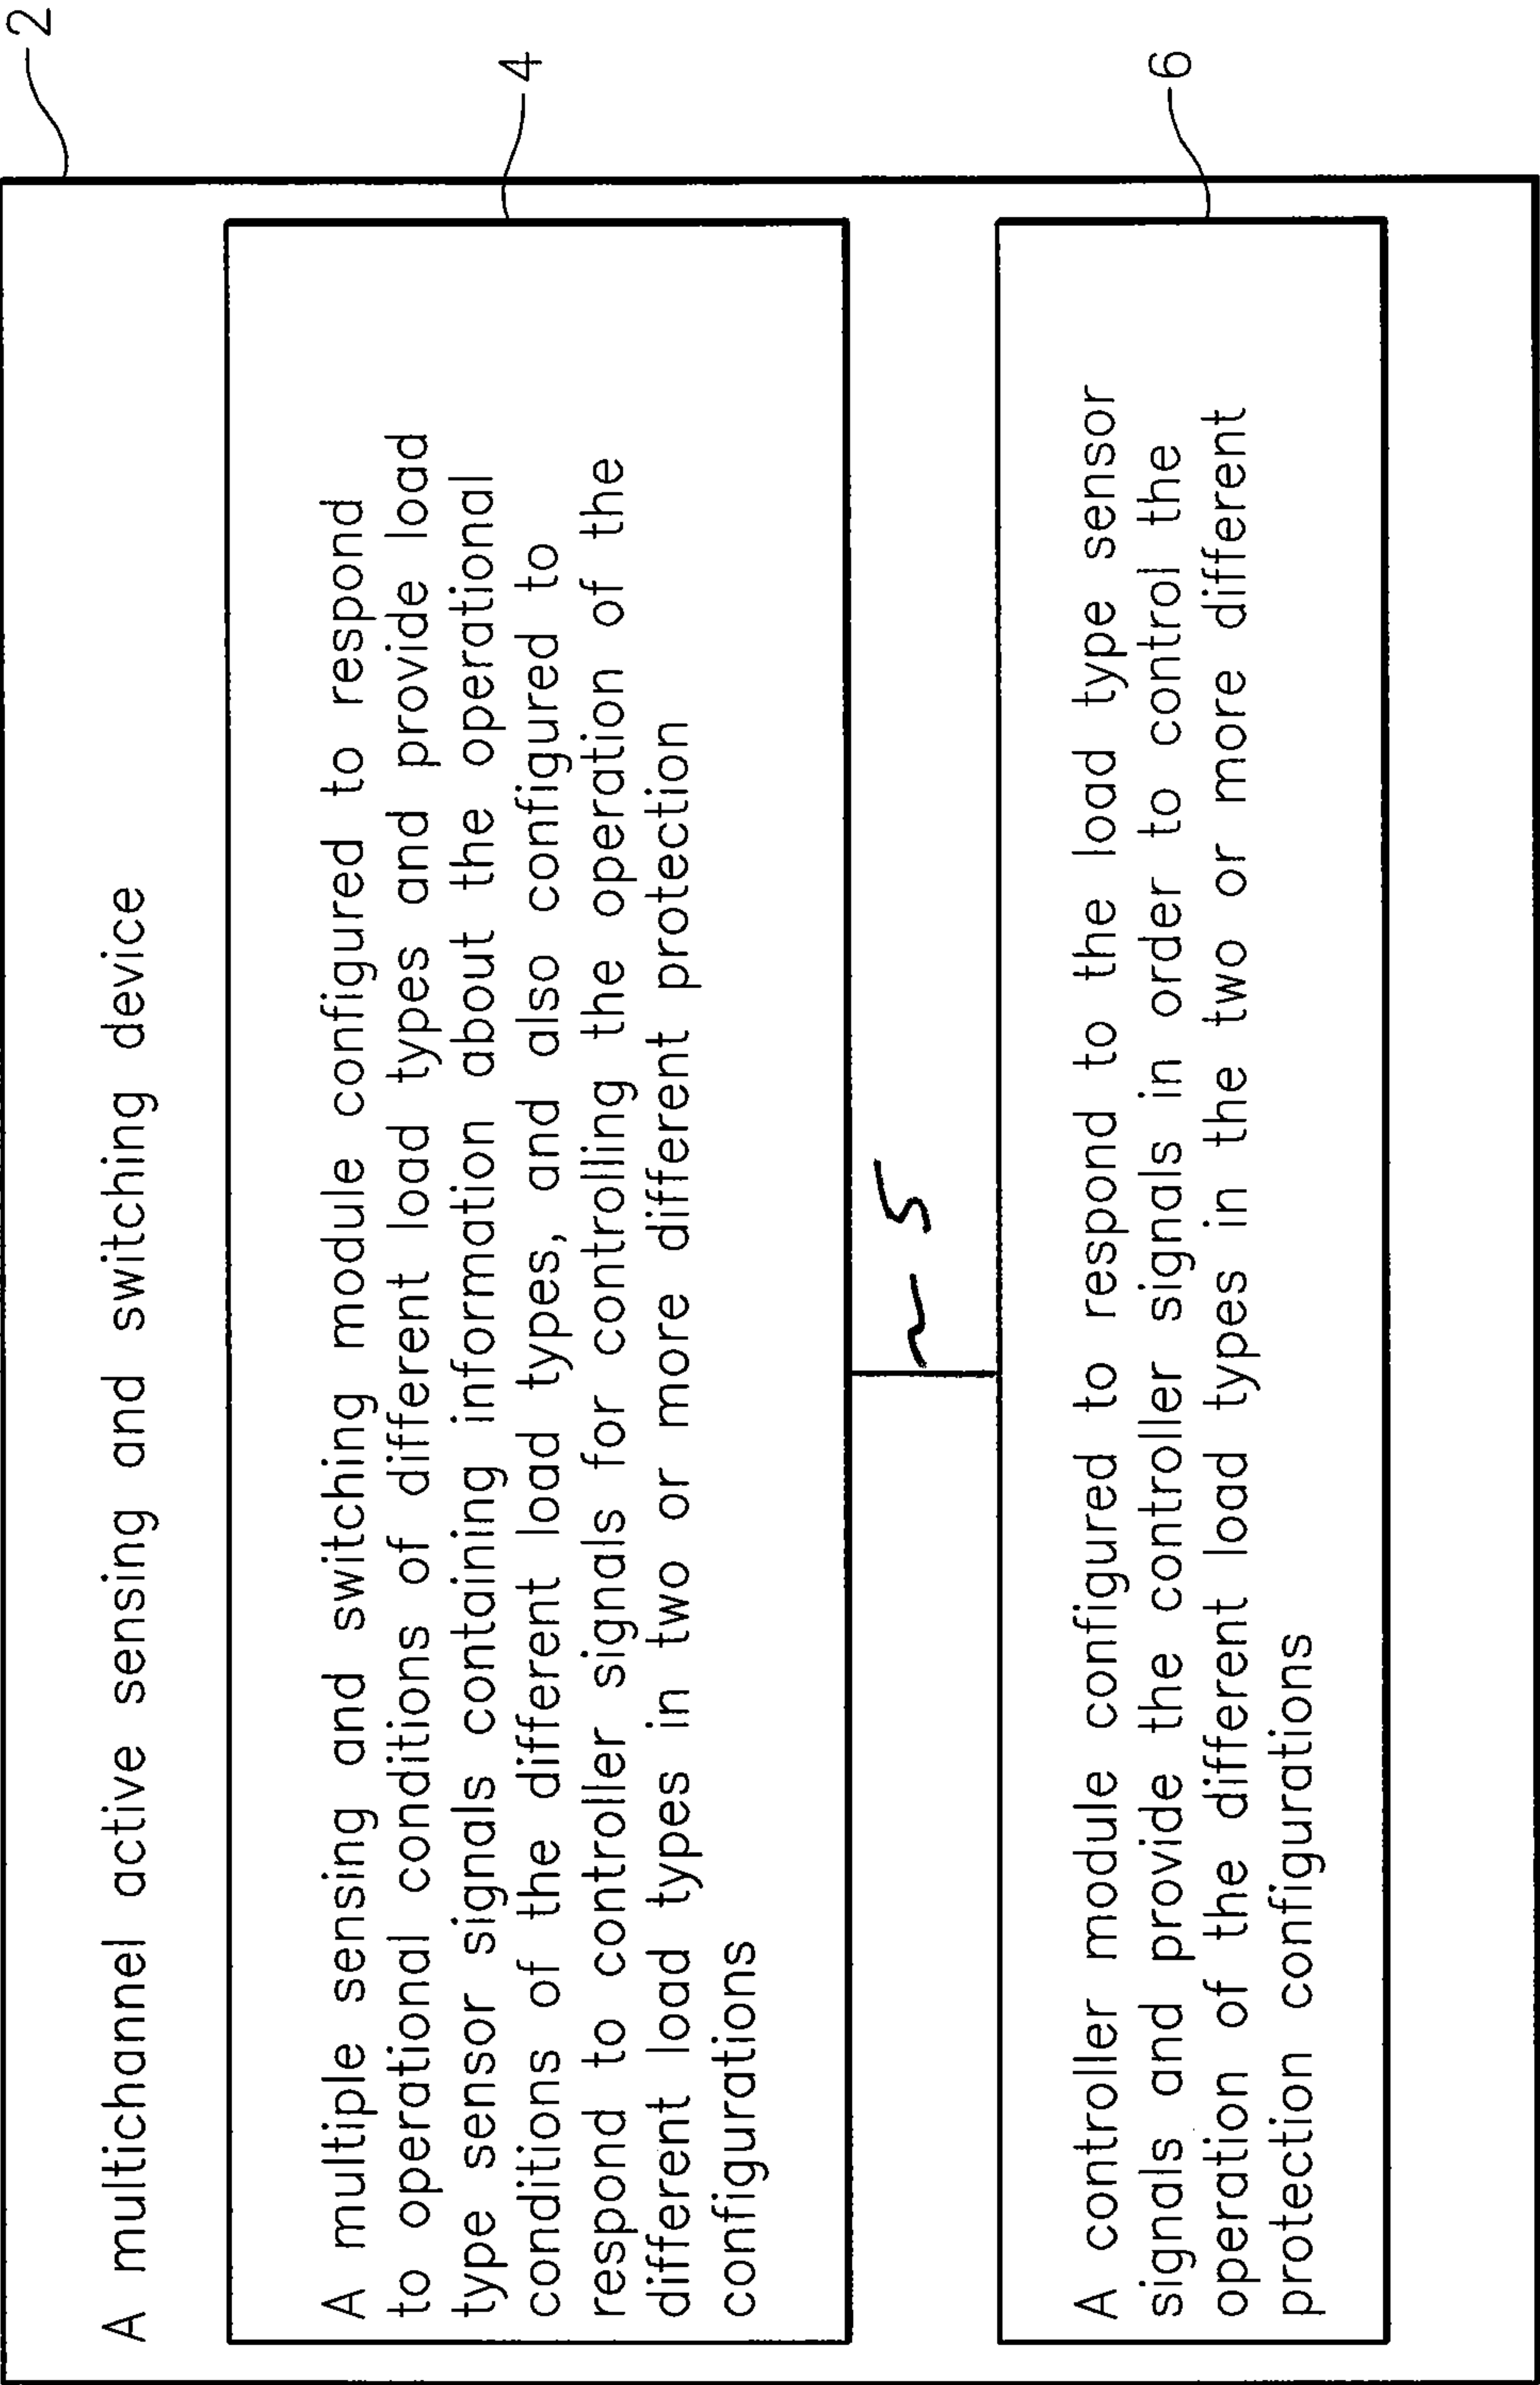 2
A multichannel active sensing and switching device
4
A multiple sensing and switching module configured to respond
to operational conditions of different load types and provide load
type sensor signals containing information about the operational
conditions of the different load types, and also configured to
respond to controller signals for controlling the operation of the
different load types in two or more different protection
configurations
5
6
A controller module configured to respond to the load type sensor
signals and provide the controller signals in order to control the
operation of the different load types in the two or more different
protection configurations